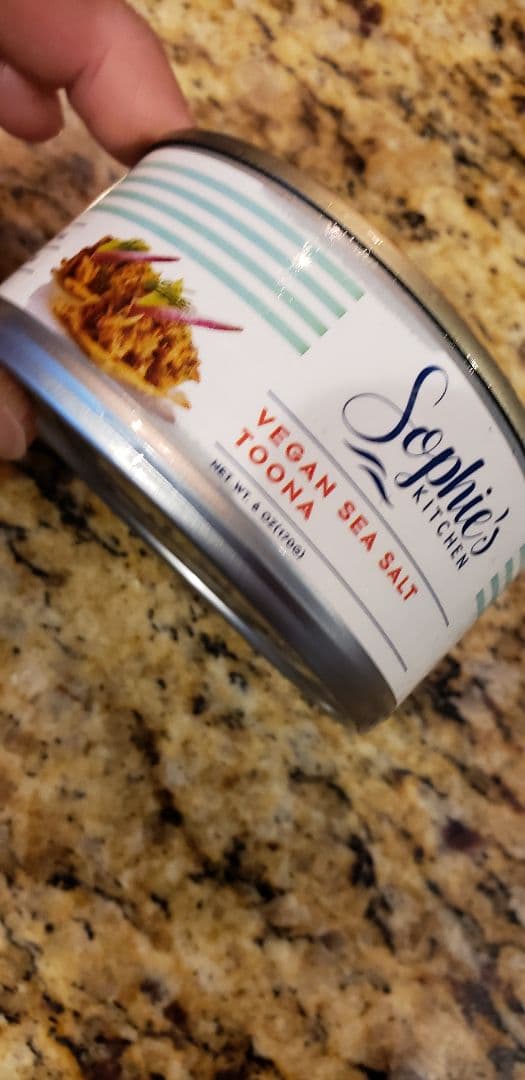 Sophie's
KITCHEN
VEGAN SEA SALT
TOONA
NET WT. 6 OZ(170G)